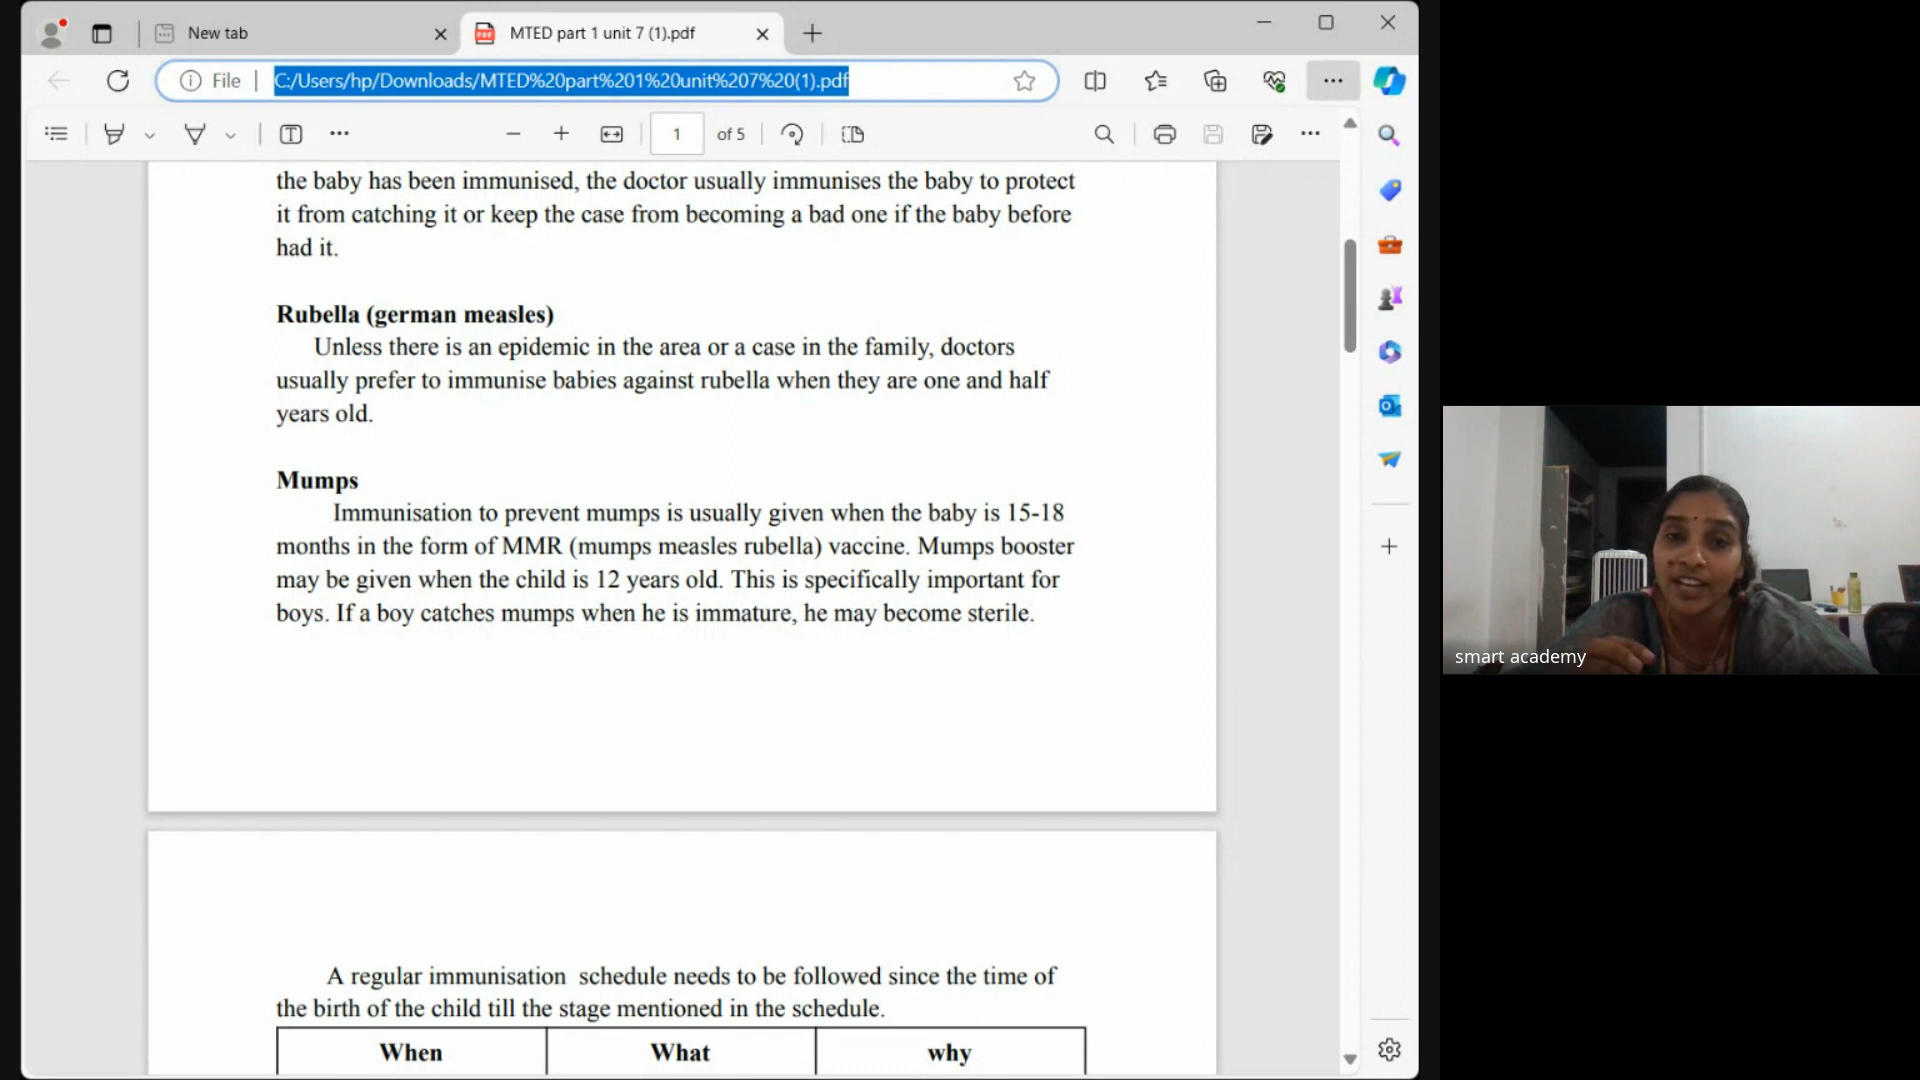 New tab
MTED part 1 unit 7 (1).pdf
File
C:/Users/hp/Downloads/MTED%20part%201%20unit%207%20(1).pdf
1 of 5
the baby has been immunised, the doctor usually immunises the baby to protect
it from catching it or keep the case from becoming a bad one if the baby before
had it.
Rubella (german measles)
Unless there is an epidemic in the area or a case in the family, doctors
usually prefer to immunise babies against rubella when they are one and half
years old.
Mumps
Immunisation to prevent mumps is usually given when the baby is 15-18
months in the form of MMR (mumps measles rubella) vaccine. Mumps booster
may be given when the child is 12 years old. This is specifically important for
boys. If a boy catches mumps when he is immature, he may become sterile.
A regular immunisation schedule needs to be followed since the time of
the birth of the child till the stage mentioned in the schedule.
When What why
smart academy